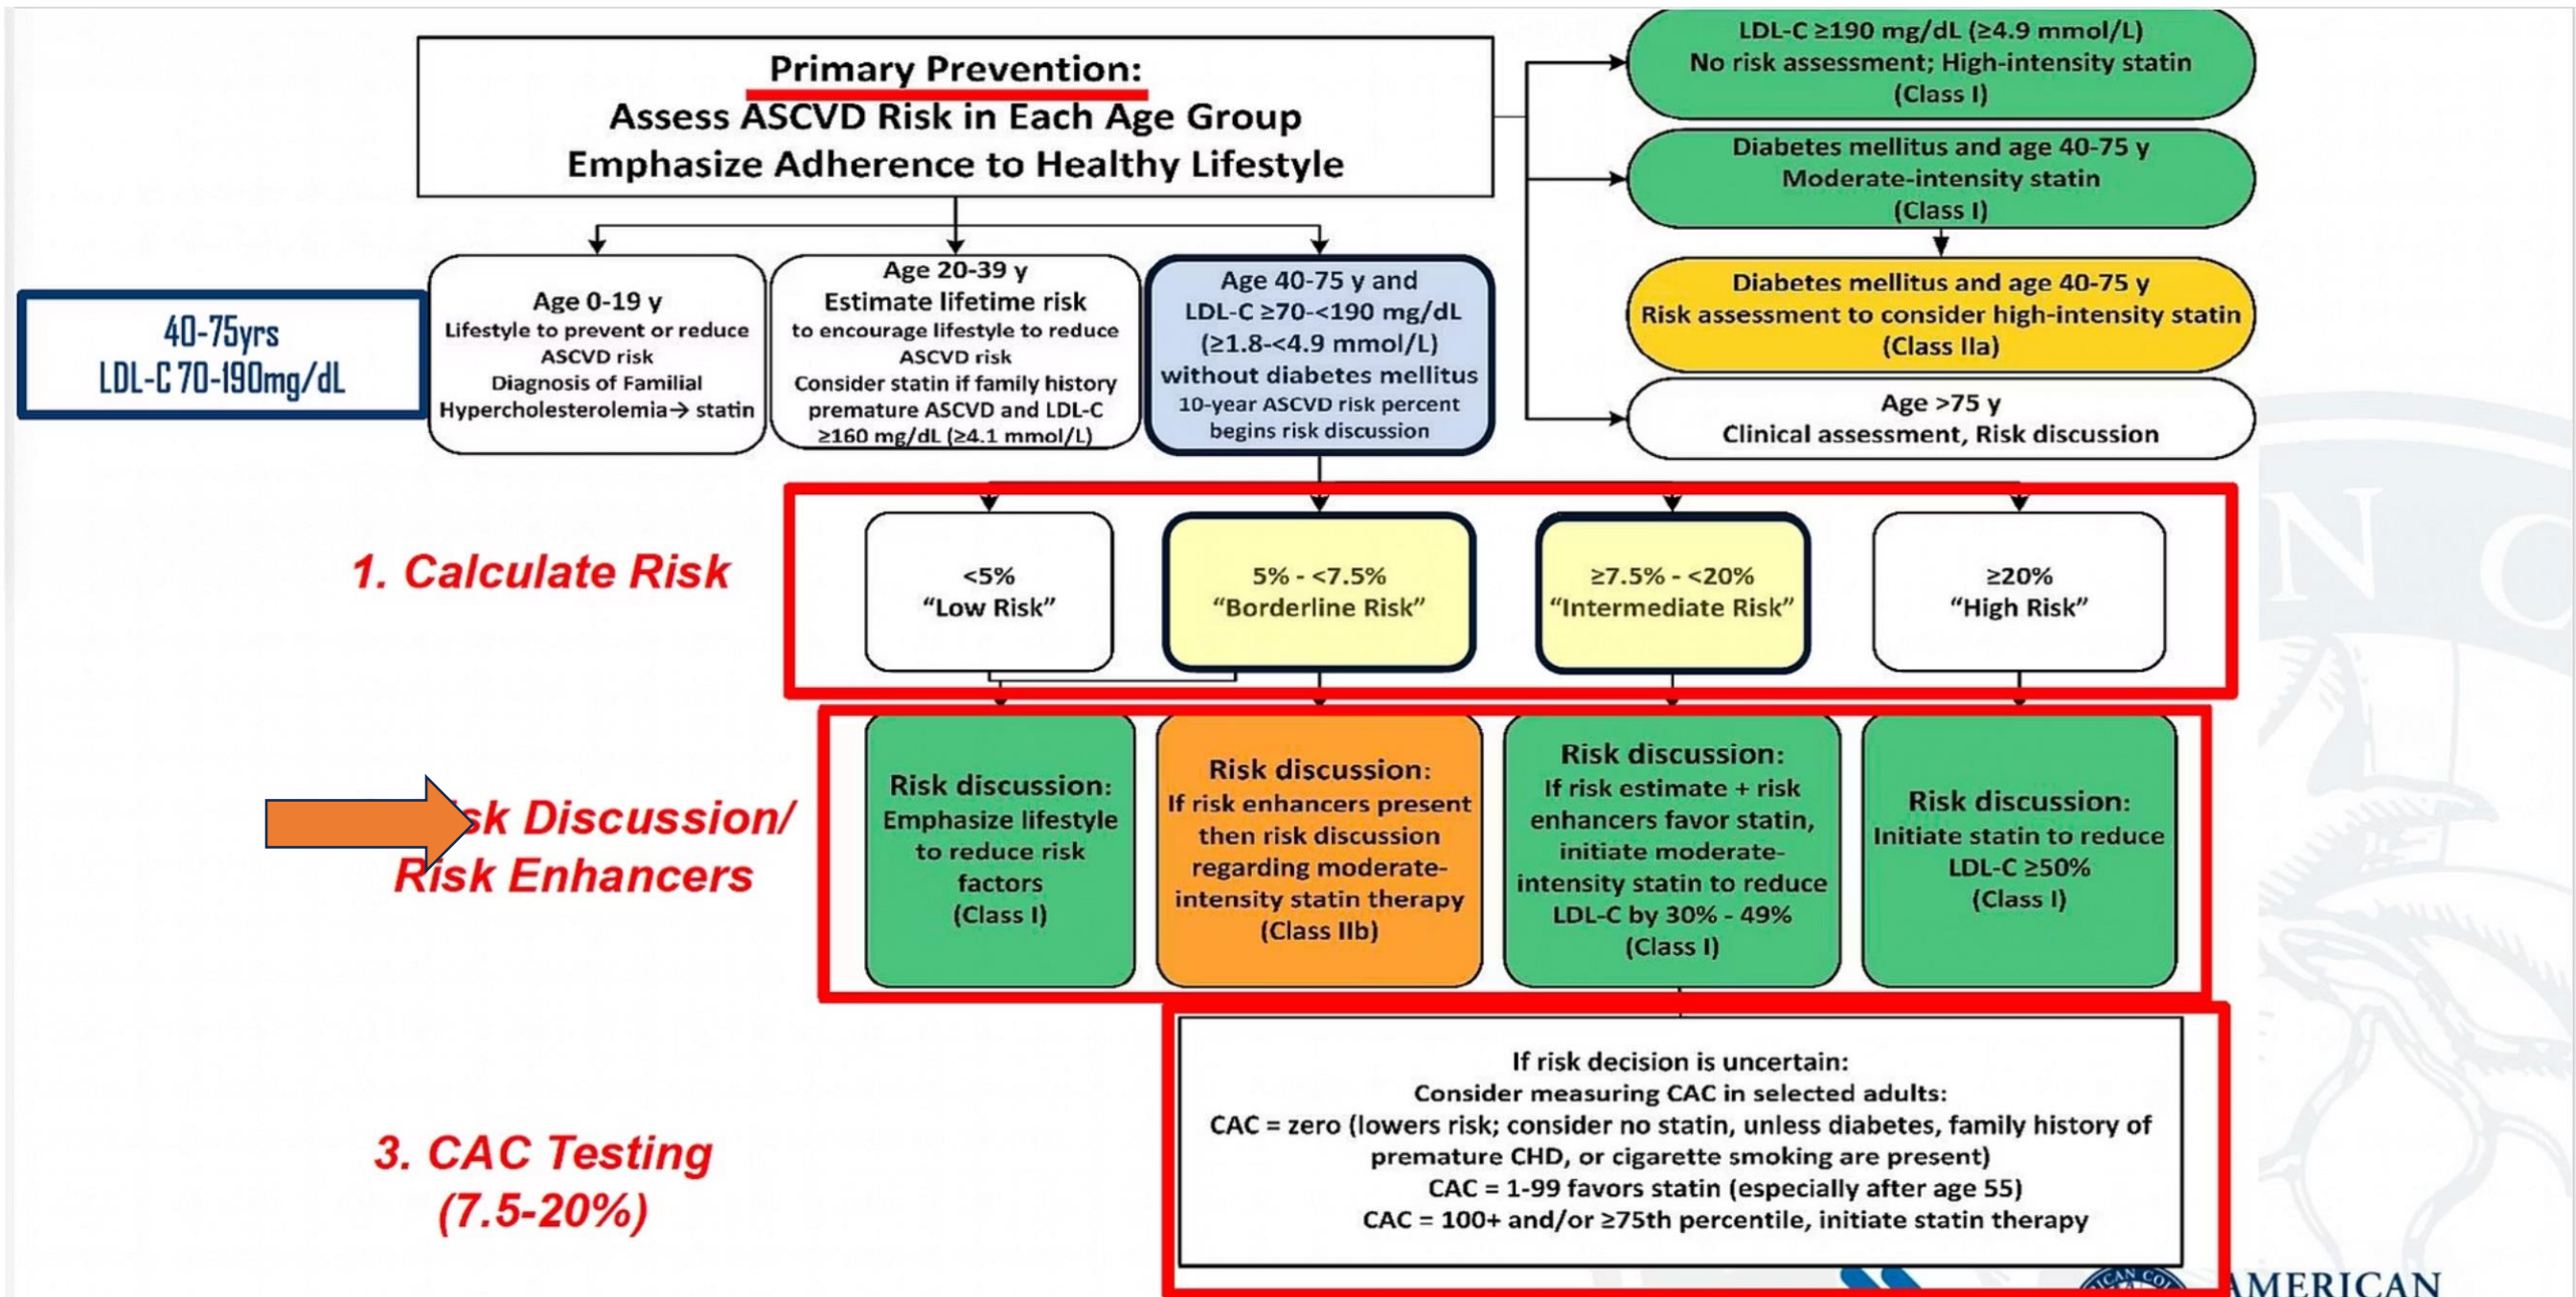 Primary Prevention:
Assess ASCVD Risk in Each Age Group
Emphasize Adherence to Healthy Lifestyle
LDL-C ≥190 mg/dL (≥4.9 mmol/L)
No risk assessment; High-intensity statin
(Class I)
Diabetes mellitus and age 40-75 y
Moderate-intensity statin
(Class I)
Diabetes mellitus and age 40-75 y
Risk assessment to consider high-intensity statin
(Class IIa)
Age >75 y
Clinical assessment, Risk discussion
40-75yrs
LDL-C 70-190mg/dL
Age 0-19 y
Lifestyle to prevent or reduce
ASCVD risk
Diagnosis of Familial
Hypercholesterolemia→ statin
Age 20-39 y
Estimate lifetime risk
to encourage lifestyle to reduce
ASCVD risk
Consider statin if family history
premature ASCVD and LDL-C
≥160 mg/dL (≥4.1 mmol/L)
Age 40-75 y and
LDL-C ≥70-<190 mg/dL
(≥1.8-<4.9 mmol/L)
without diabetes mellitus
10-year ASCVD risk percent
begins risk discussion
1. Calculate Risk
<5%
“Low Risk”
5% - <7.5%
“Borderline Risk”
≥7.5% - <20%
“Intermediate Risk”
≥20%
“High Risk”
Discussion/
Risk Enhancers
Risk discussion:
Emphasize lifestyle
to reduce risk
factors
(Class I)
Risk discussion:
If risk enhancers present
then risk discussion
regarding moderate-
intensity statin therapy
(Class IIb)
Risk discussion:
If risk estimate + risk
enhancers favor statin,
initiate moderate-
intensity statin to reduce
LDL-C by 30% - 49%
(Class I)
Risk discussion:
Initiate statin to reduce
LDL-C ≥50%
(Class I)
3. CAC Testing
(7.5-20%)
If risk decision is uncertain:
Consider measuring CAC in selected adults:
CAC = zero (lowers risk; consider no statin, unless diabetes, family history of
premature CHD, or cigarette smoking are present)
CAC = 1-99 favors statin (especially after age 55)
CAC = 100+ and/or ≥75th percentile, initiate statin therapy
AMERICAN